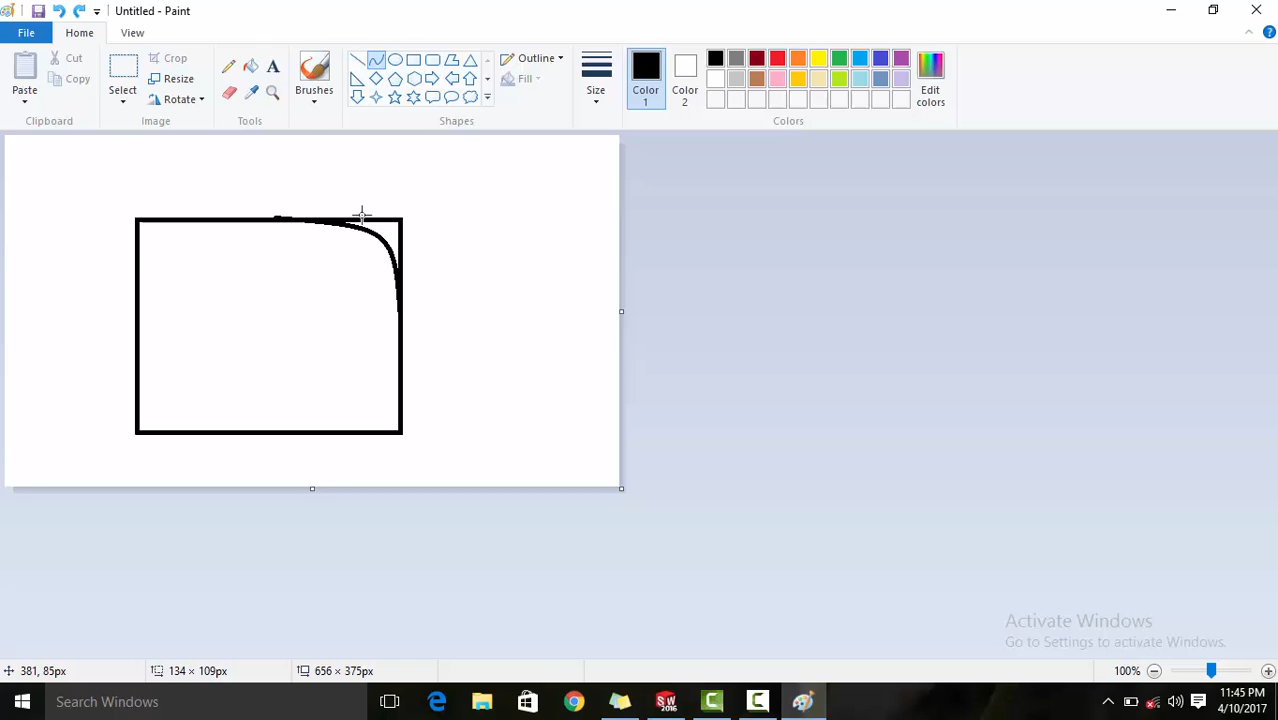 Untitled - Paint
File Home View
Paste
Cut
Copy
Clipboard
Select
Crop
Resize
Rotate
Image
A
Tools
Brushes
Outline
Fill
Shapes
Size
Color 1
Color 2
Edit colors
Colors
Activate Windows
Go to Settings to activate Windows.
381, 85px 134 × 109px 656 × 375px 100%
Search Windows
SW 2016
11:45 PM
4/10/2017